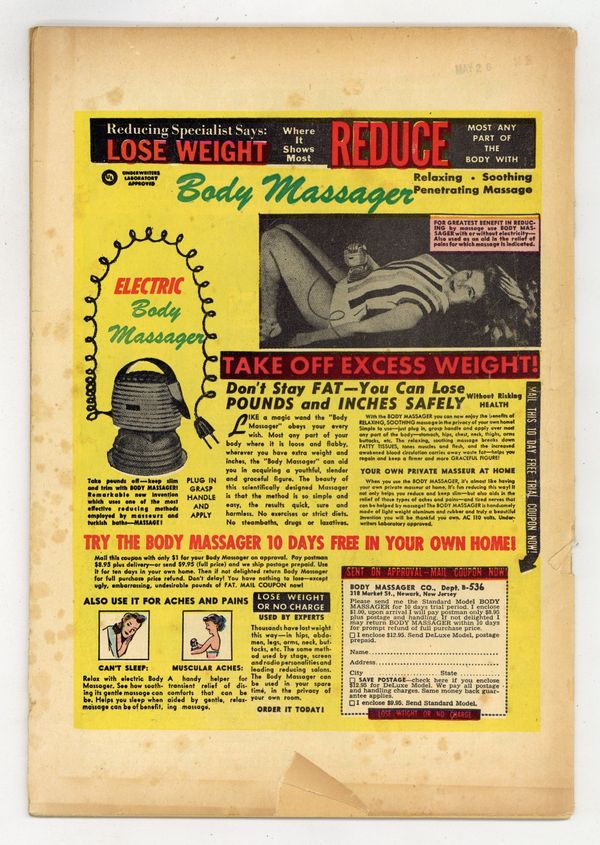 MAY 26
Reducing Specialist Says:
LOSE WEIGHT
Where
It
Shows
Most
REDUCE
MOST ANY
PART OF
THE
BODY WITH
UL
UNDERWRITERS
LABORATORY
APPROVED
Body Massager
Relaxing • Soothing
Penetrating Massage
FOR GREATEST BENEFIT IN REDUC-
ING by massage use BODY MAS-
SAGER with or without electricity—
Also used as an aid in the relief of
pains for which massage is indicated.
ELECTRIC
Body
Massager
TAKE OFF EXCESS WEIGHT!
Don't Stay FAT—You Can Lose
POUNDS and INCHES SAFELY
Without Risking
HEALTH
LIKE a magic wand the "Body
Massager" obeys your every
wish. Most any part of your
body where it is loose and flabby,
wherever you have extra weight and
inches, the "Body Massager" can aid
you in acquiring a youthful, slender
and graceful figure. The beauty of
this scientifically designed Massager
is that the method is so simple and
easy, the results quick, sure and
harmless. No exercises or strict diets.
No steambaths, drugs or laxatives.
With the BODY MASSAGER you can now enjoy the benefits of
RELAXING, SOOTHING massage in the privacy of your own home!
Simple to use—just plug in, grasp handle and apply over most
any part of the body—stomach, hips, chest, neck, thighs, arms
buttocks, etc. The relaxing, soothing massage breaks down
FATTY TISSUES, tones muscles and flesh, and the increased
awakened blood circulation carries away waste fat—helps you
regain and keep a firmer and more GRACEFUL FIGURE!
YOUR OWN PRIVATE MASSEUR AT HOME
When you use the BODY MASSAGER, it's almost like having
your own private masseur at home. It's fun reducing this way! It
not only helps you reduce and keep slim—but also aids in the
relief of those types of aches and pains—and tired nerves that
can be helped by massage! The BODY MASSAGER is handsomely
made of light weight aluminum and rubber and truly a beautiful
invention you will be thankful you own. AC 110 volts. Under-
writers laboratory approved.
MAIL THIS 10 DAY FREE TRIAL COUPON NOW!
Take pounds off—keep slim
and trim with BODY MASSAGER!
Remarkable new invention
which uses one of the most
effective reducing methods
employed by masseurs and
turkish baths—MASSAGE!
PLUG IN
GRASP
HANDLE
AND
APPLY
TRY THE BODY MASSAGER 10 DAYS FREE IN YOUR OWN HOME!
Mail this coupon with only $1 for your Body Massager on approval. Pay postman
$8.95 plus delivery—or send $9.95 (full price) and we ship postage prepaid. Use
it for ten days in your own home. Then if not delighted return Body Massager
for full purchase price refund. Don't delay! You have nothing to lose—except
ugly, embarrassing, undesirable pounds of FAT. MAIL COUPON now!
ALSO USE IT FOR ACHES AND PAINS
CAN'T SLEEP:
Relax with electric Body
Massager. See how sooth-
ing its gentle massage can
be. Helps you sleep when
massage can be of benefit.
MUSCULAR ACHES:
A handy helper for
transient relief of dis-
comforts that can be
aided by gentle, relax-
ing massage.
LOSE WEIGHT
OR NO CHARGE
USED BY EXPERTS
Thousands have lost weight
this way—in hips, abdo-
men, legs, arms, neck, but-
tocks, etc. The same meth-
od used by stage, screen
and radio personalities and
leading reducing salons.
The Body Massager can
be used in your spare
time, in the privacy of
your own room.
ORDER IT TODAY!
SENT ON APPROVAL—MAIL COUPON NOW
BODY MASSAGER CO., Dept. B-536
318 Market St., Newark, New Jersey
Please send me the Standard Model BODY
MASSAGER for 10 days trial period. I enclose
$1.00, upon arrival I will pay postman only $8.95
plus postage and handling. If not delighted I
may return BODY MASSAGER within 10 days
for prompt refund of full purchase price.
I enclose $12.95. Send DeLuxe Model, postage
prepaid.
Name
Address
City State
SAVE POSTAGE—check here if you enclose
$12.95 for DeLuxe Model. We pay all postage
and handling charges. Same money back guar-
antee applies.
I enclose $9.95. Send Standard Model.
LOSE WEIGHT OR NO CHARGE